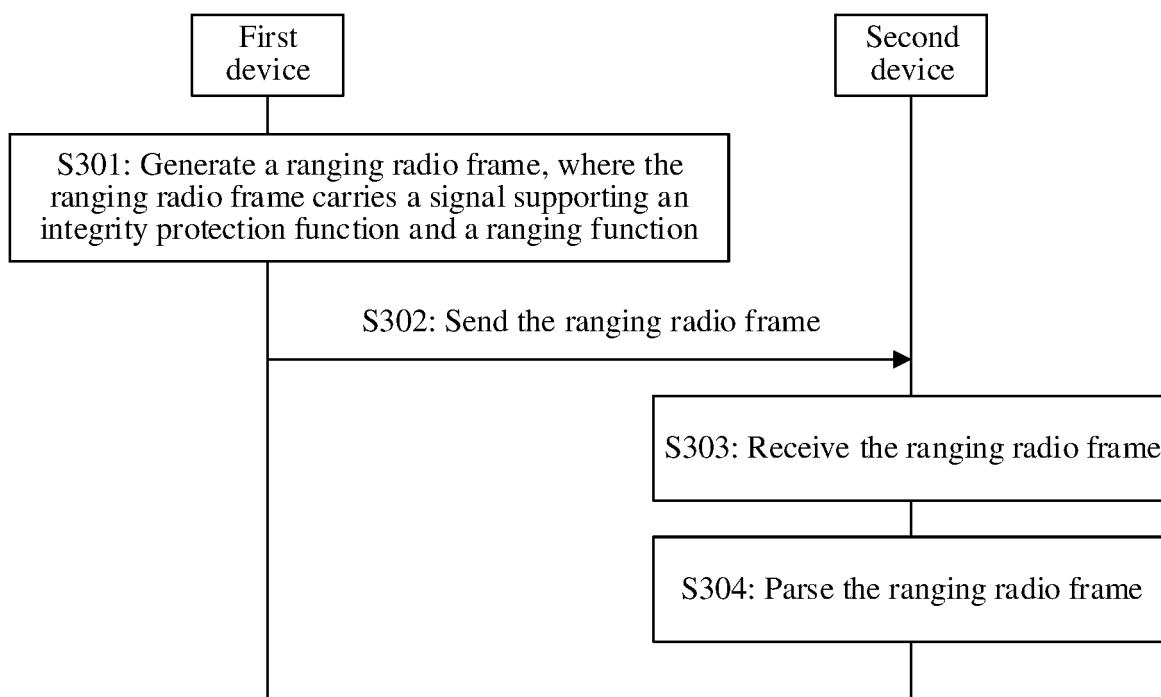 First
device
Second
device
S301: Generate a ranging radio frame, where the
ranging radio frame carries a signal supporting an
integrity protection function and a ranging function
S302: Send the ranging radio frame
S303: Receive the ranging radio frame
S304: Parse the ranging radio frame